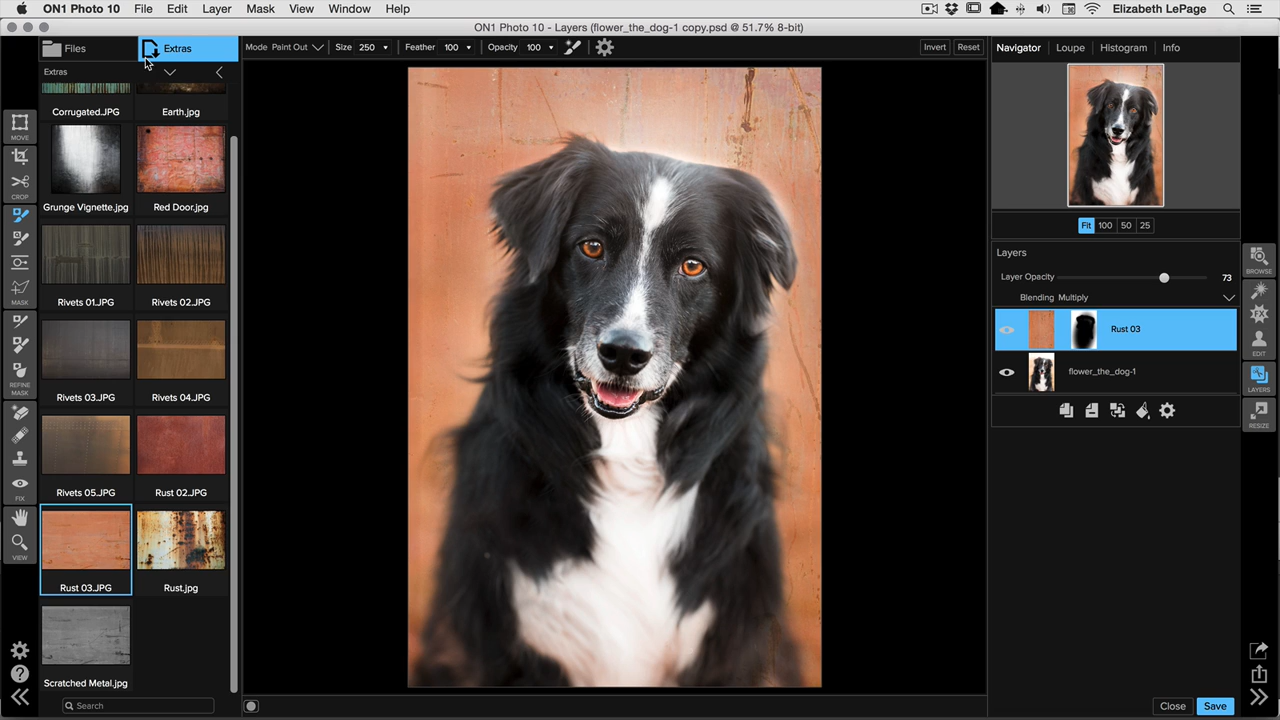 ON1 Photo 10 File Edit Layer Mask View Window Help Elizabeth LePage
ON1 Photo 10 - Layers (flower_the_dog-1 copy.psd @ 51.7% 8-bit)
Files Extras
Mode Paint Out Size 250 Feather 100 Opacity 100 Invert Reset
Navigator Loupe Histogram Info
Extras
Corrugated.JPG Earth.jpg
Grunge Vignette.jpg Red Door.jpg
Rivets 01.JPG Rivets 02.JPG
Rivets 03.JPG Rivets 04.JPG
Rivets 05.JPG Rust 02.JPG
Rust 03.JPG Rust.jpg
Scratched Metal.jpg
Search
MOVE
CROP
MASK
REFINE
MASK
FIX
VIEW
Fit 100 50 25
Layers
Layer Opacity 73
Blending Multiply
Rust 03
flower_the_dog-1
BROWSE
EDIT
LAYERS
RESIZE
Close Save